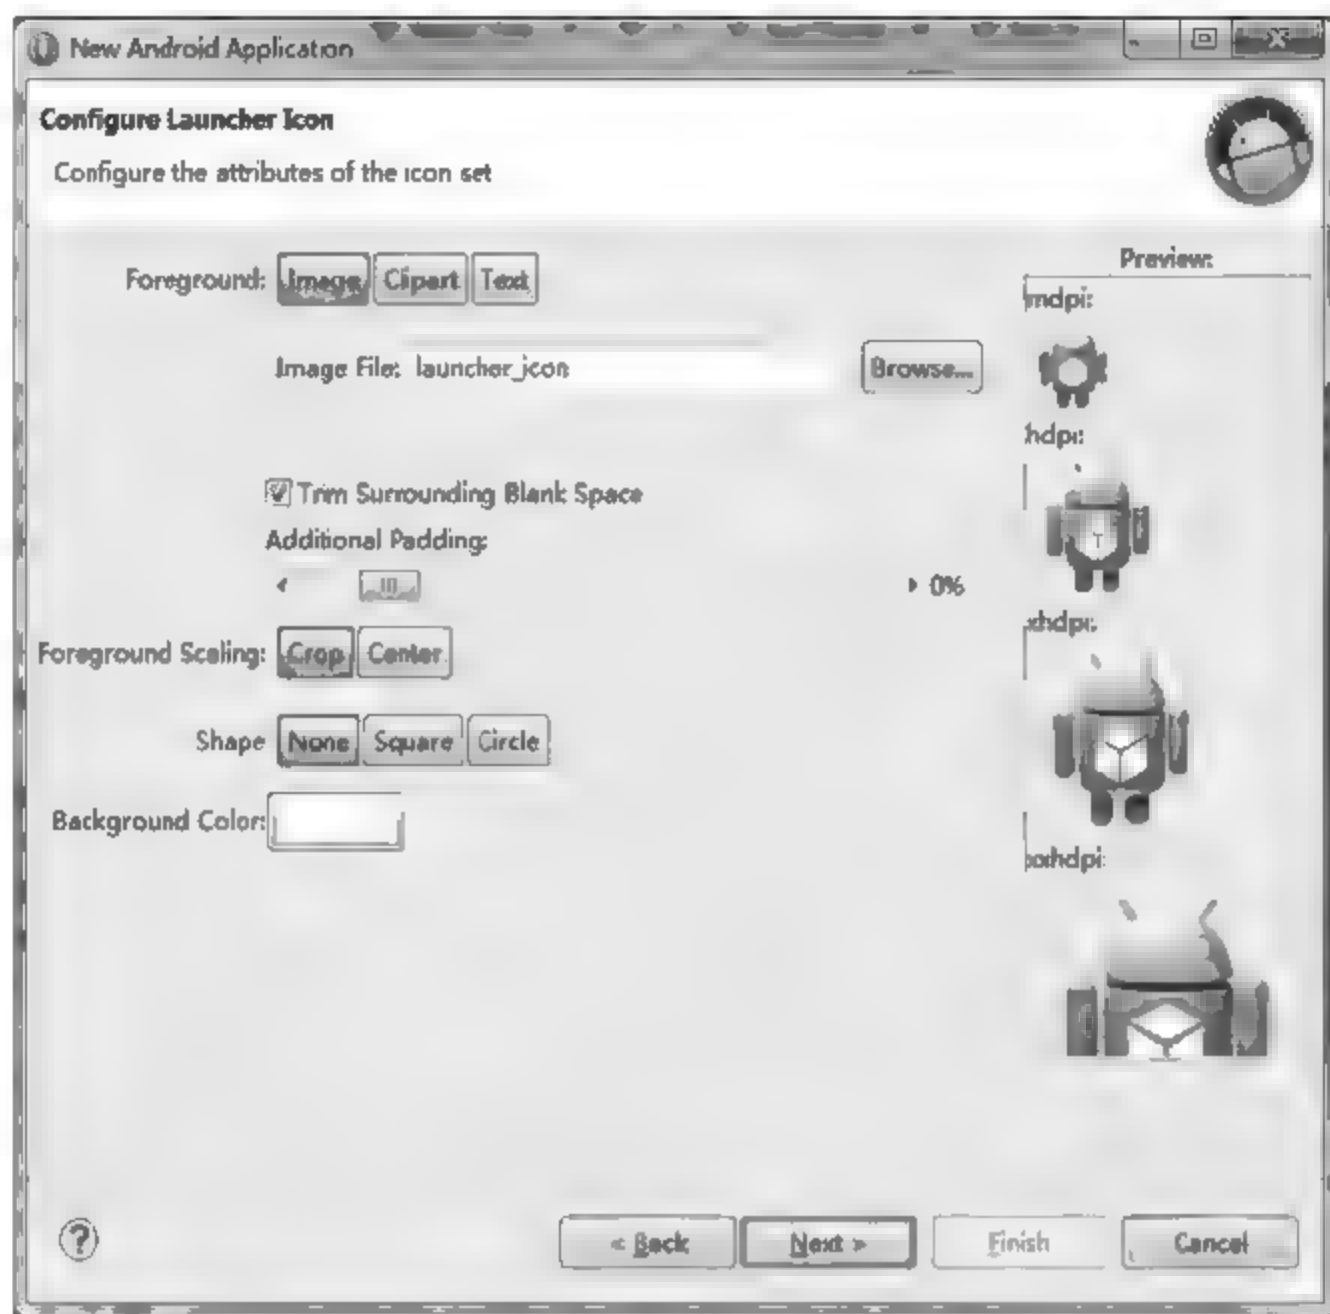 New Android Application
Configure Launcher Icon
Configure the attributes of the icon set
Foreground: Image Clipart Text
Preview:
mdpi:
Image File: launcher_icon Browse...
hdpi:
Trim Surrounding Blank Space
Additional Padding:
0%
xhdpi:
Foreground Scaling: Crop Center
Shape None Square Circle
Background Color:
xxhdpi:
? < Back Next > Finish Cancel